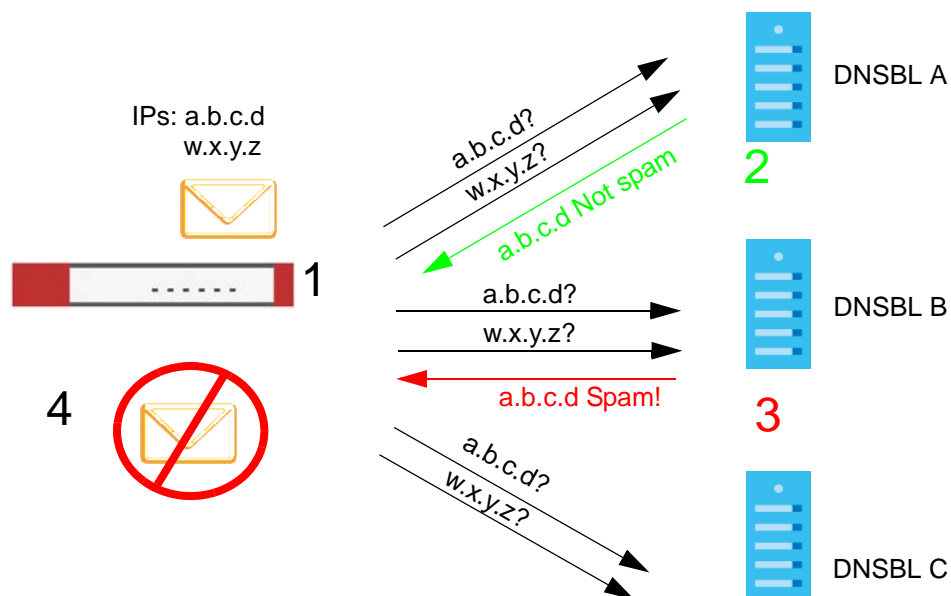 IPs: a.b.c.d
w.x.y.z
1
a.b.c.d?
w.x.y.z?
a.b.c.d Not spam
DNSBL A
2
a.b.c.d?
w.x.y.z?
a.b.c.d Spam!
DNSBL B
3
4
a.b.c.d?
w.x.y.z?
DNSBL C